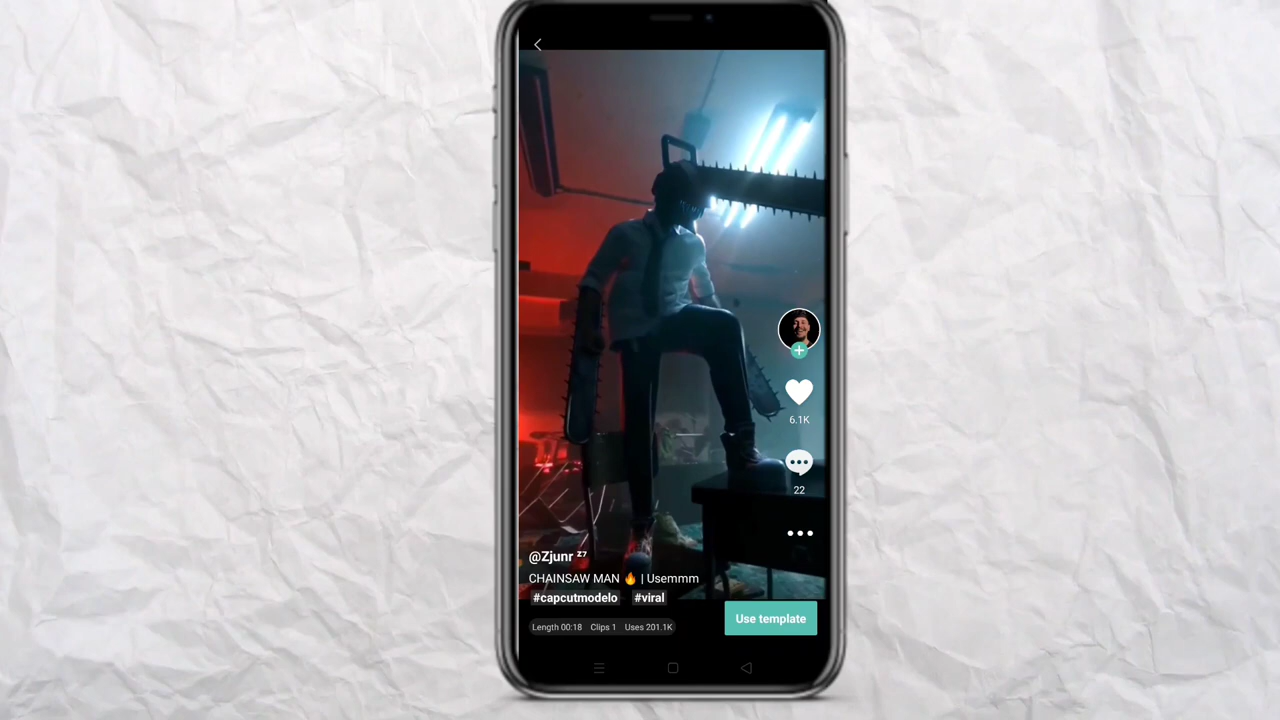 6.1K
22
@Zjunr ᶻ⁷
CHAINSAW MAN 🔥 | Usemmm
#capcutmodelo #viral
Length 00:18 Clips 1 Uses 201.1K
Use template